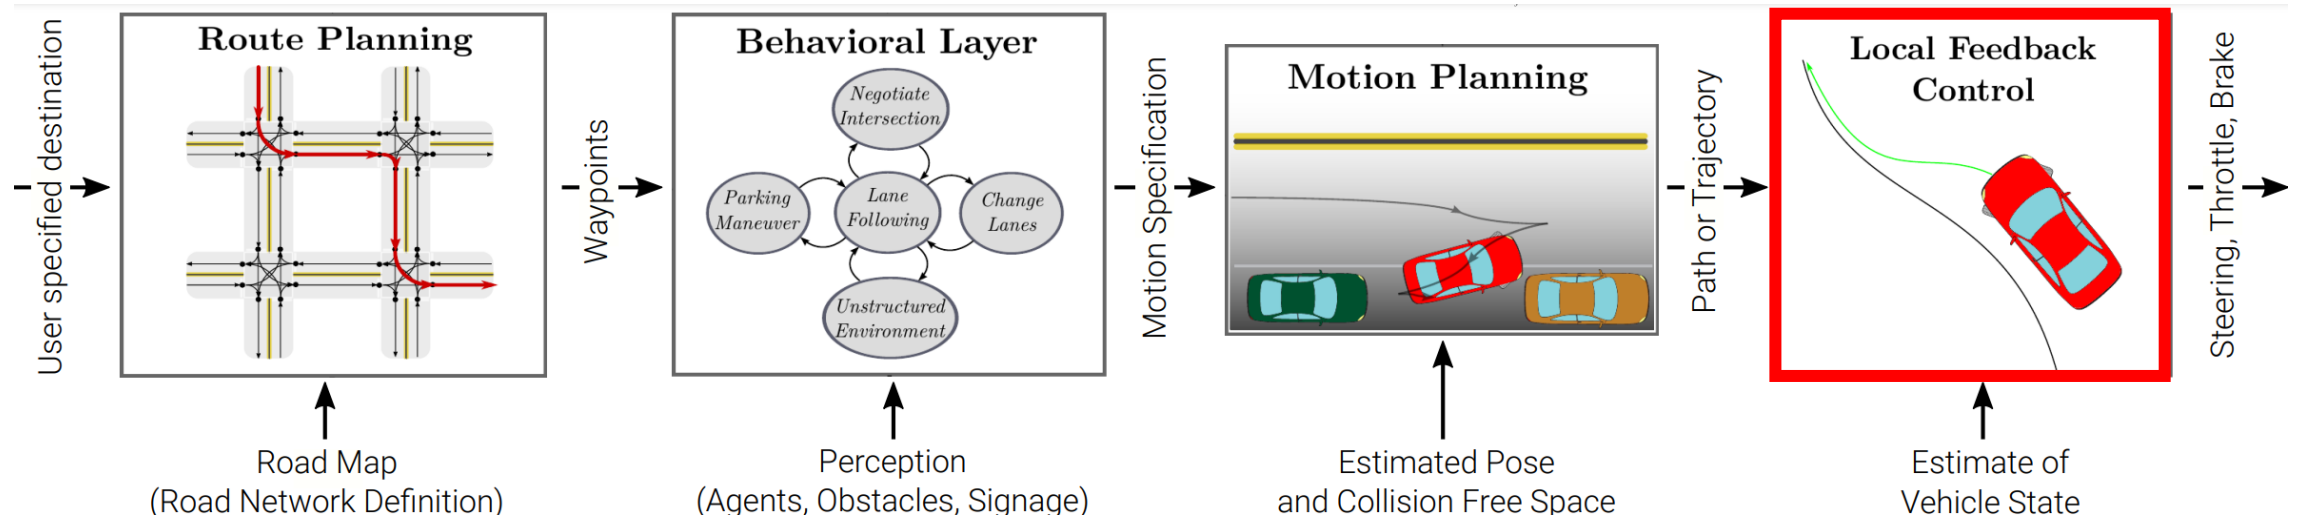 User specified destination
Route Planning
Road Map
(Road Network Definition)
Waypoints
Behavioral Layer
Negotiate
Intersection
Parking
Maneuver
Lane
Following
Change
Lanes
Unstructured
Environment
Perception
(Agents, Obstacles, Signage)
Motion Specification
Motion Planning
Estimated Pose
and Collision Free Space
Path or Trajectory
Local Feedback
Control
Estimate of
Vehicle State
Steering, Throttle, Brake